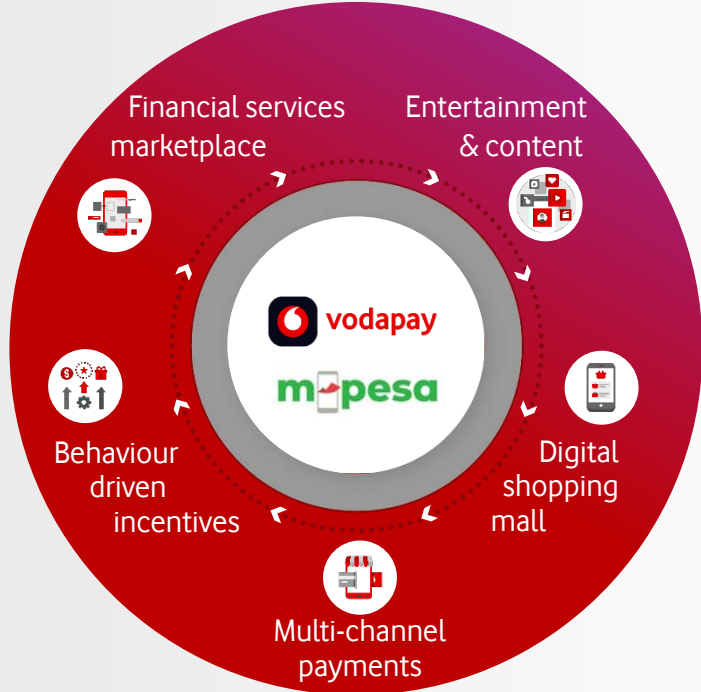 Financial services
marketplace
Entertainment
& content
vodapay
m-pesa
Behaviour
driven
incentives
Digital
shopping
mall
Multi-channel
payments